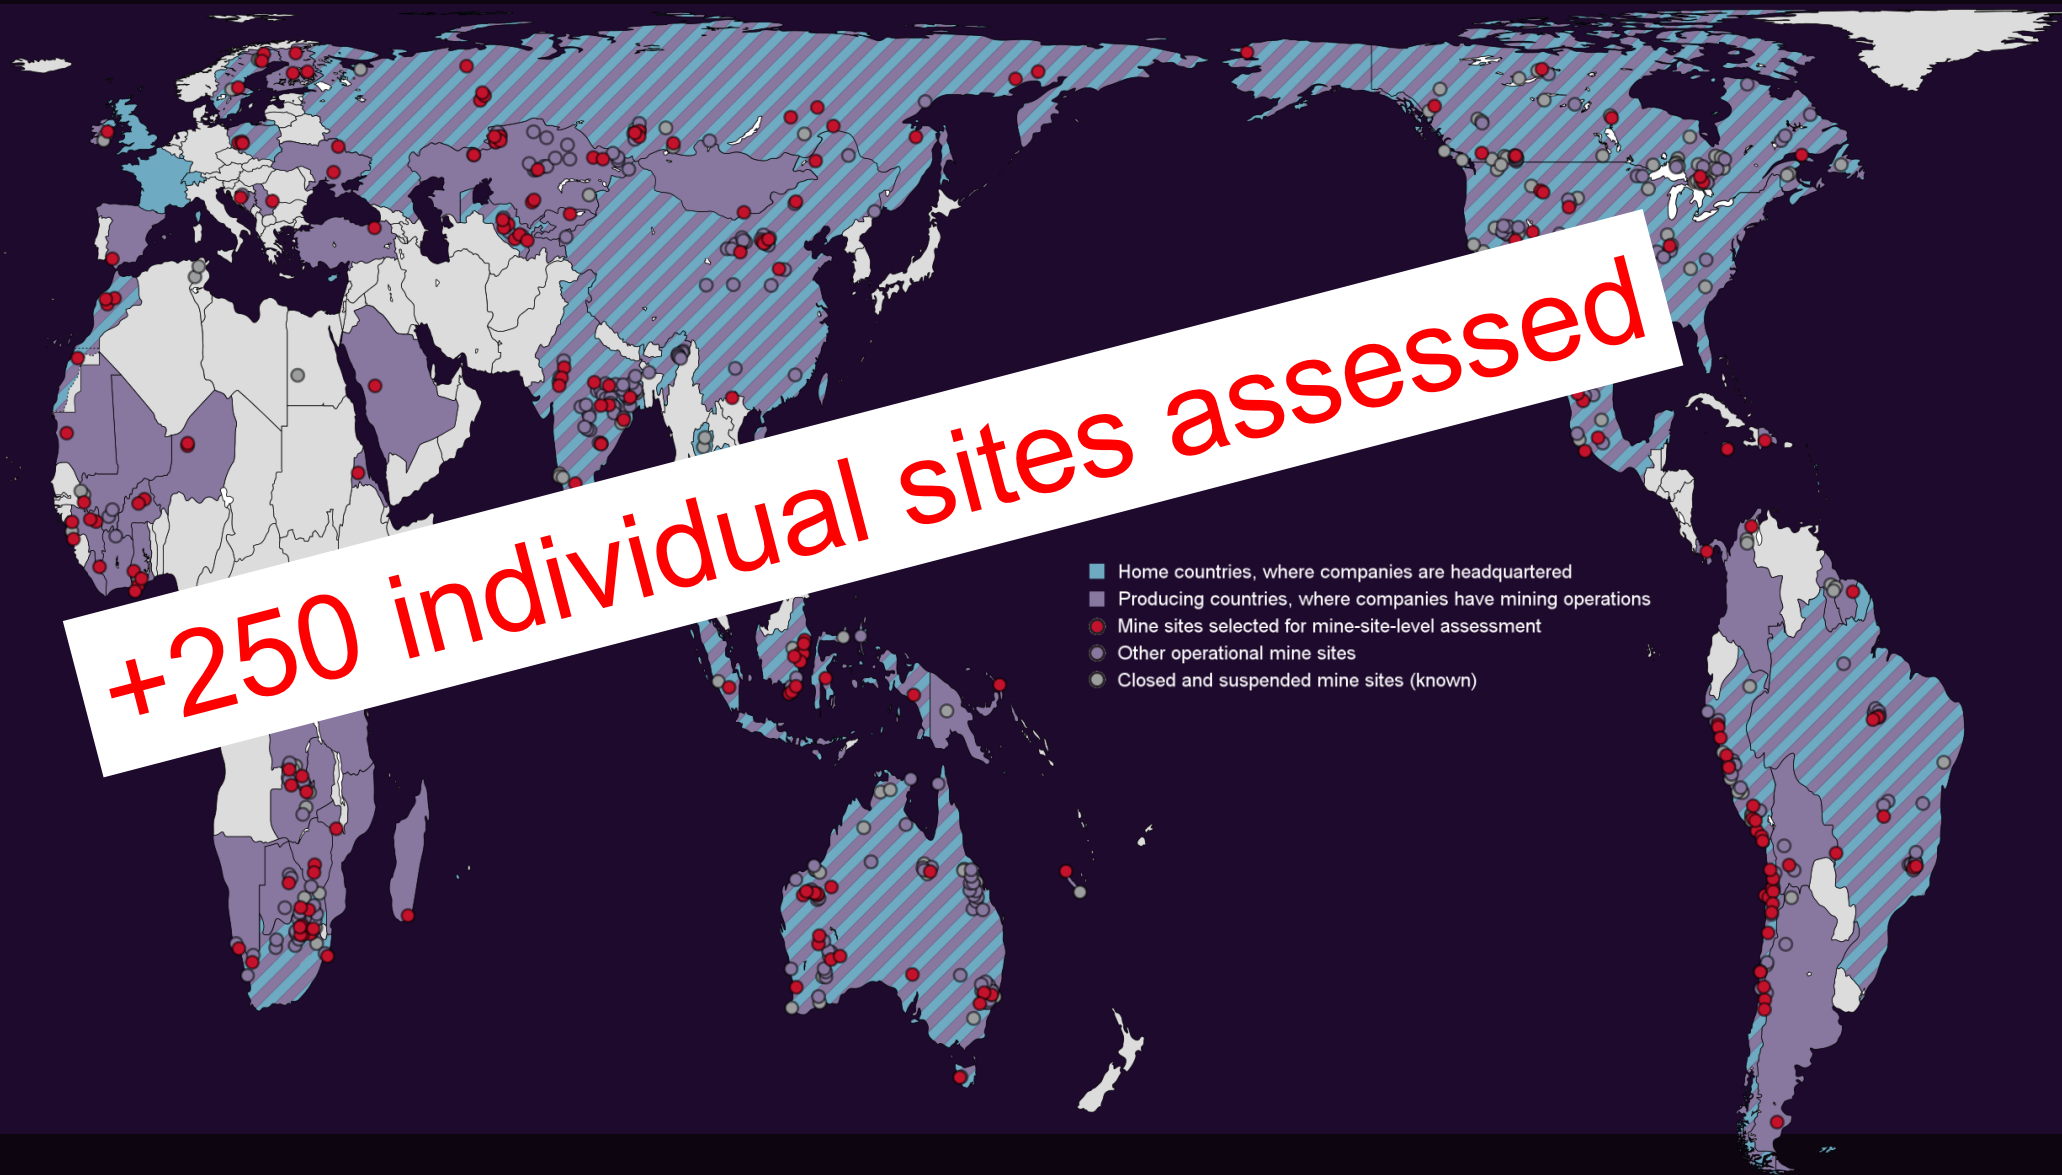 +250 individual sites assessed
Home countries, where companies are headquartered
Producing countries, where companies have mining operations
Mine sites selected for mine-site-level assessment
Other operational mine sites
Closed and suspended mine sites (known)